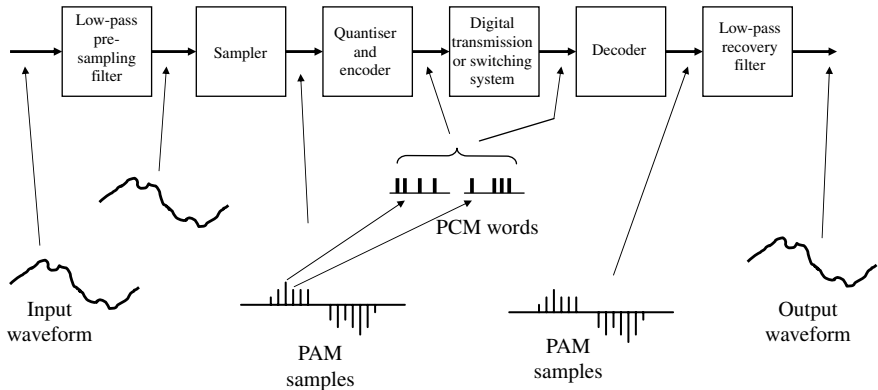 Low-pass
pre-
sampling
filter
Sampler
Quantiser
and
encoder
Digital
transmission
or switching
system
Decoder
Low-pass
recovery
filter
PCM words
Input
waveform
PAM
samples
PAM
samples
Output
waveform